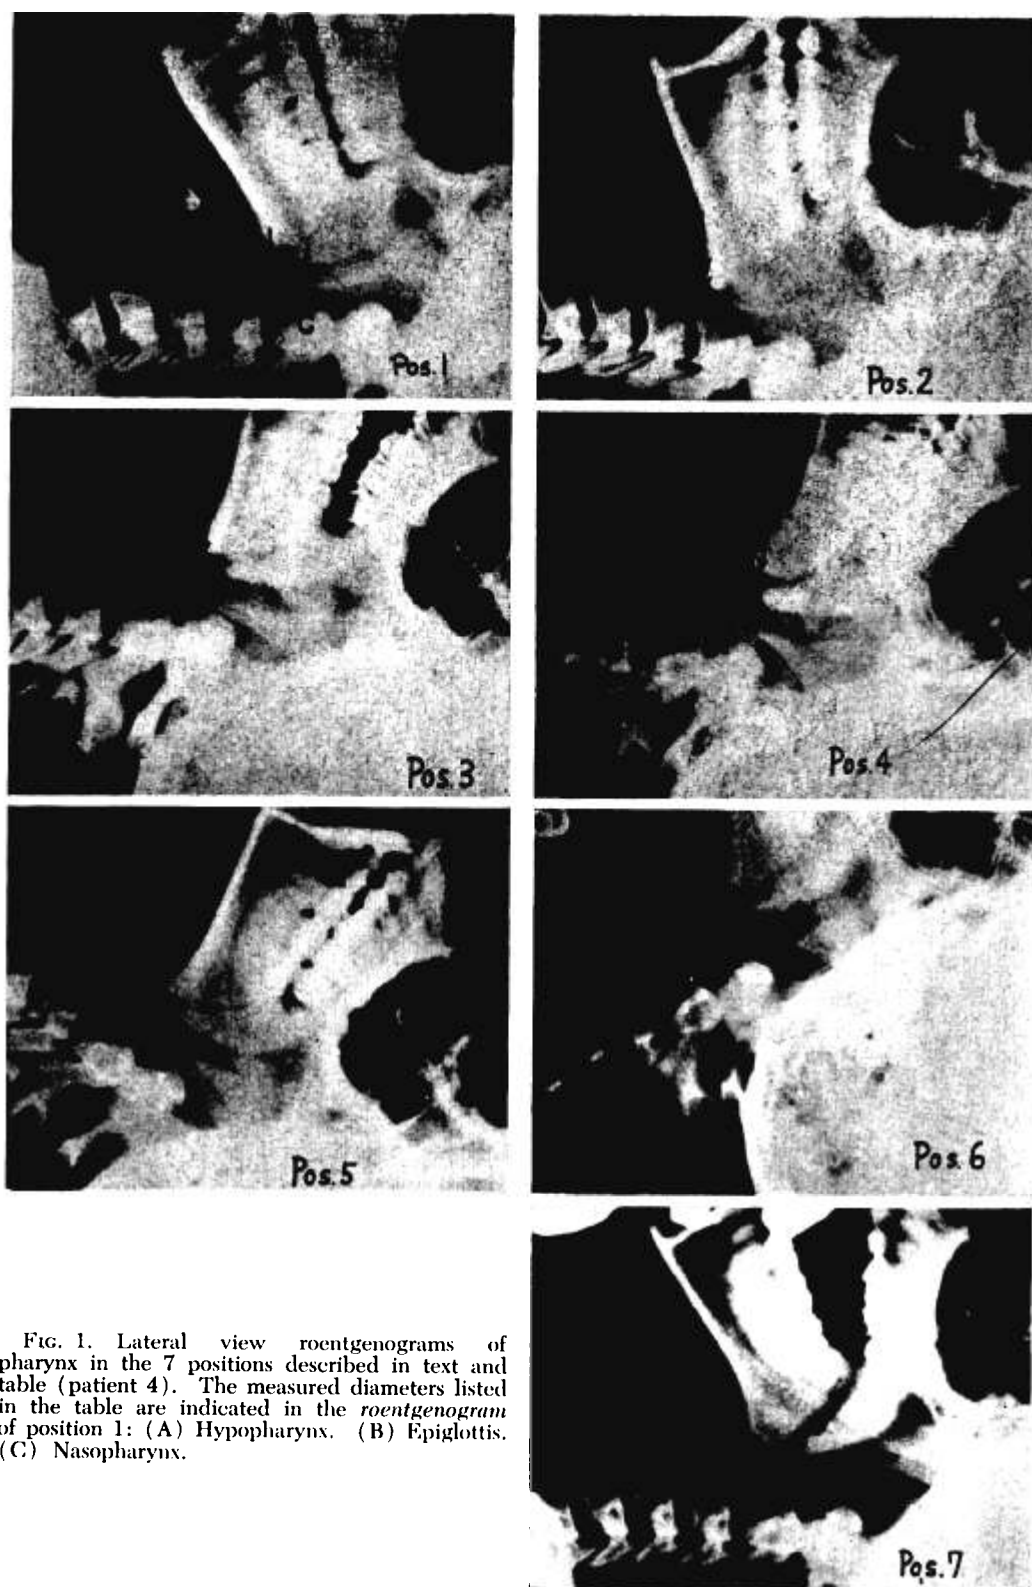 Pos.1
Pos.2
Pos.3
Pos.4
Pos.5
Pos.6
FIG. 1. Lateral view roentgenograms of
pharynx in the 7 positions described in text and
table (patient 4). The measured diameters listed
in the table are indicated in the roentgenogram
of position 1: (A) Hypopharynx. (B) Epiglottis.
(C) Nasopharynx.
Pos.7